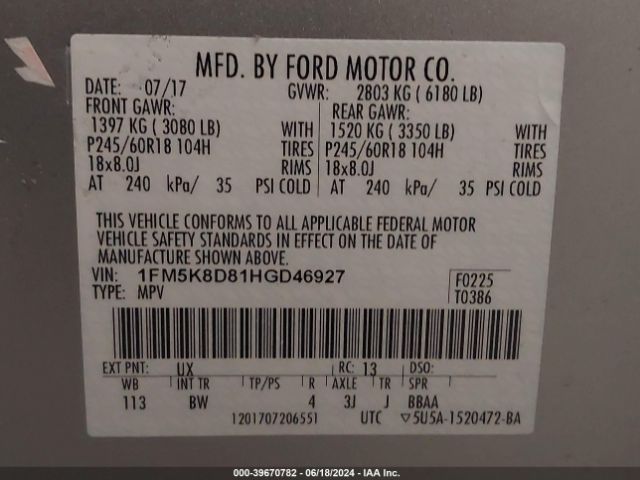 MFD. BY FORD MOTOR CO.
DATE: 07/17 GVWR: 2803 KG ( 6180 LB)
FRONT GAWR: REAR GAWR:
1397 KG ( 3080 LB) WITH 1520 KG ( 3350 LB) WITH
P245/60R18 104H TIRES P245/60R18 104H TIRES
18x8.0J RIMS 18x8.0J RIMS
AT 240 kPa/ 35 PSI COLD AT 240 kPa/ 35 PSI COLD
THIS VEHICLE CONFORMS TO ALL APPLICABLE FEDERAL MOTOR
VEHICLE SAFETY STANDARDS IN EFFECT ON THE DATE OF
MANUFACTURE SHOWN ABOVE.
VIN: 1FM5K8D81HGD46927 F0225
TYPE: MPV T0386
EXT PNT: UX RC: 13 DSO:
WB INT TR TP/PS R AXLE TR SPR
113 BW 4 3J J BBAA
1201707206551 UTC ▽5U5A-1520472-BA
000-39670782 - 06/18/2024 - IAAI.com